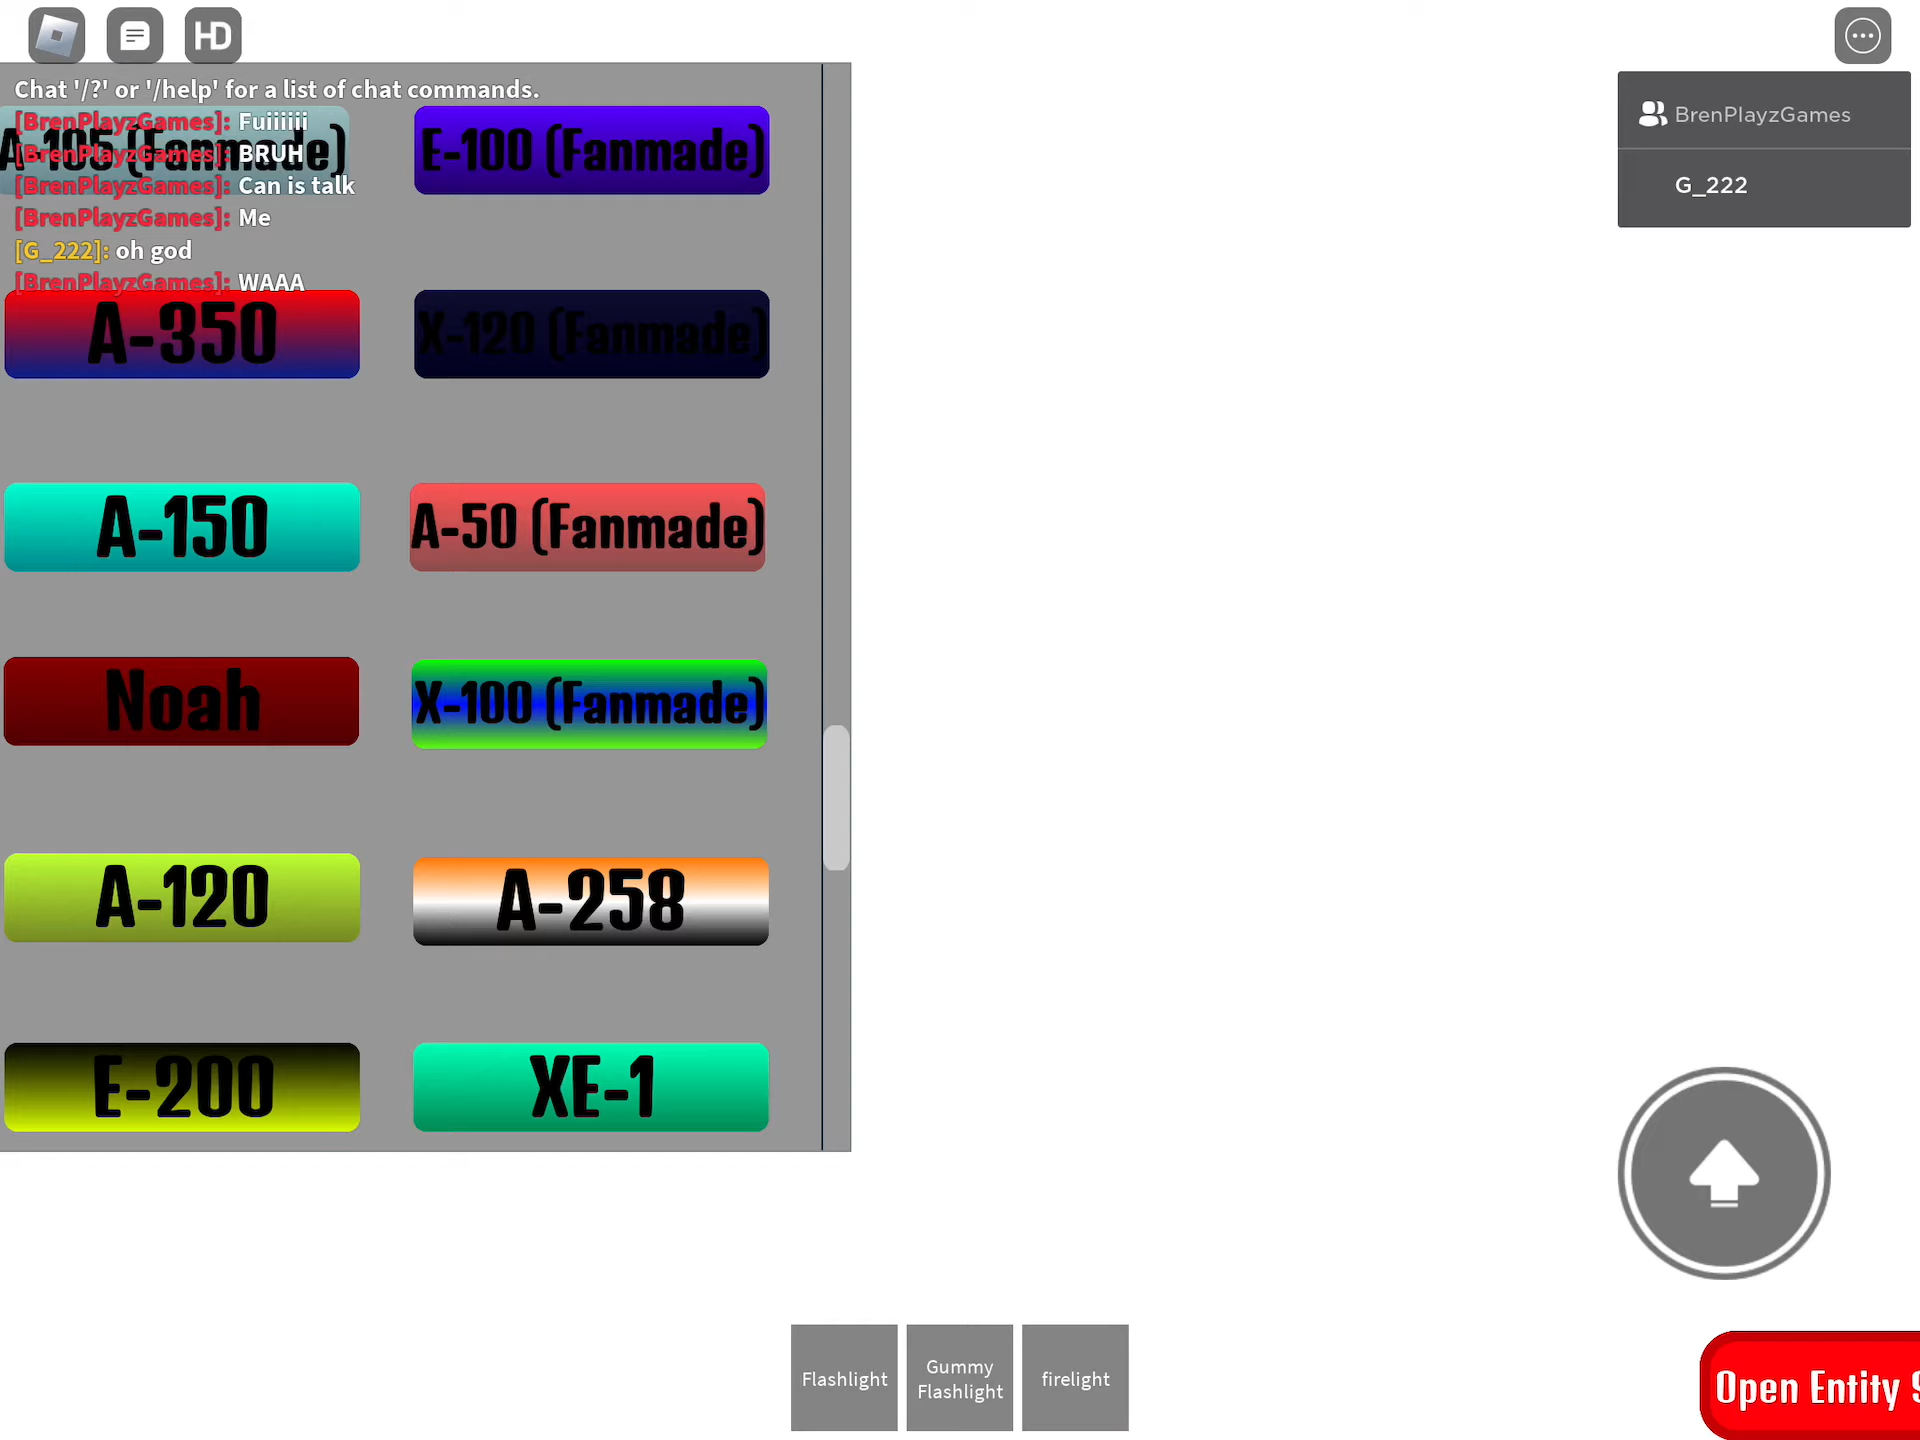 HD
Chat '/?' or '/help' for a list of chat commands.
[BrenPlayzGames]: Fuiiiiii
[BrenPlayzGames]: BRUH
[BrenPlayzGames]: Can is talk
[BrenPlayzGames]: Me
[G_222]: oh god
[BrenPlayzGames]: WAAA
A-105 (Fanmade)
E-100 (Fanmade)
A-350
X-120 (Fanmade)
A-150
A-50 (Fanmade)
Noah
X-100 (Fanmade)
A-120
A-258
E-200
XE-1
BrenPlayzGames
G_222
Flashlight
Gummy
Flashlight
firelight
Open Entity S